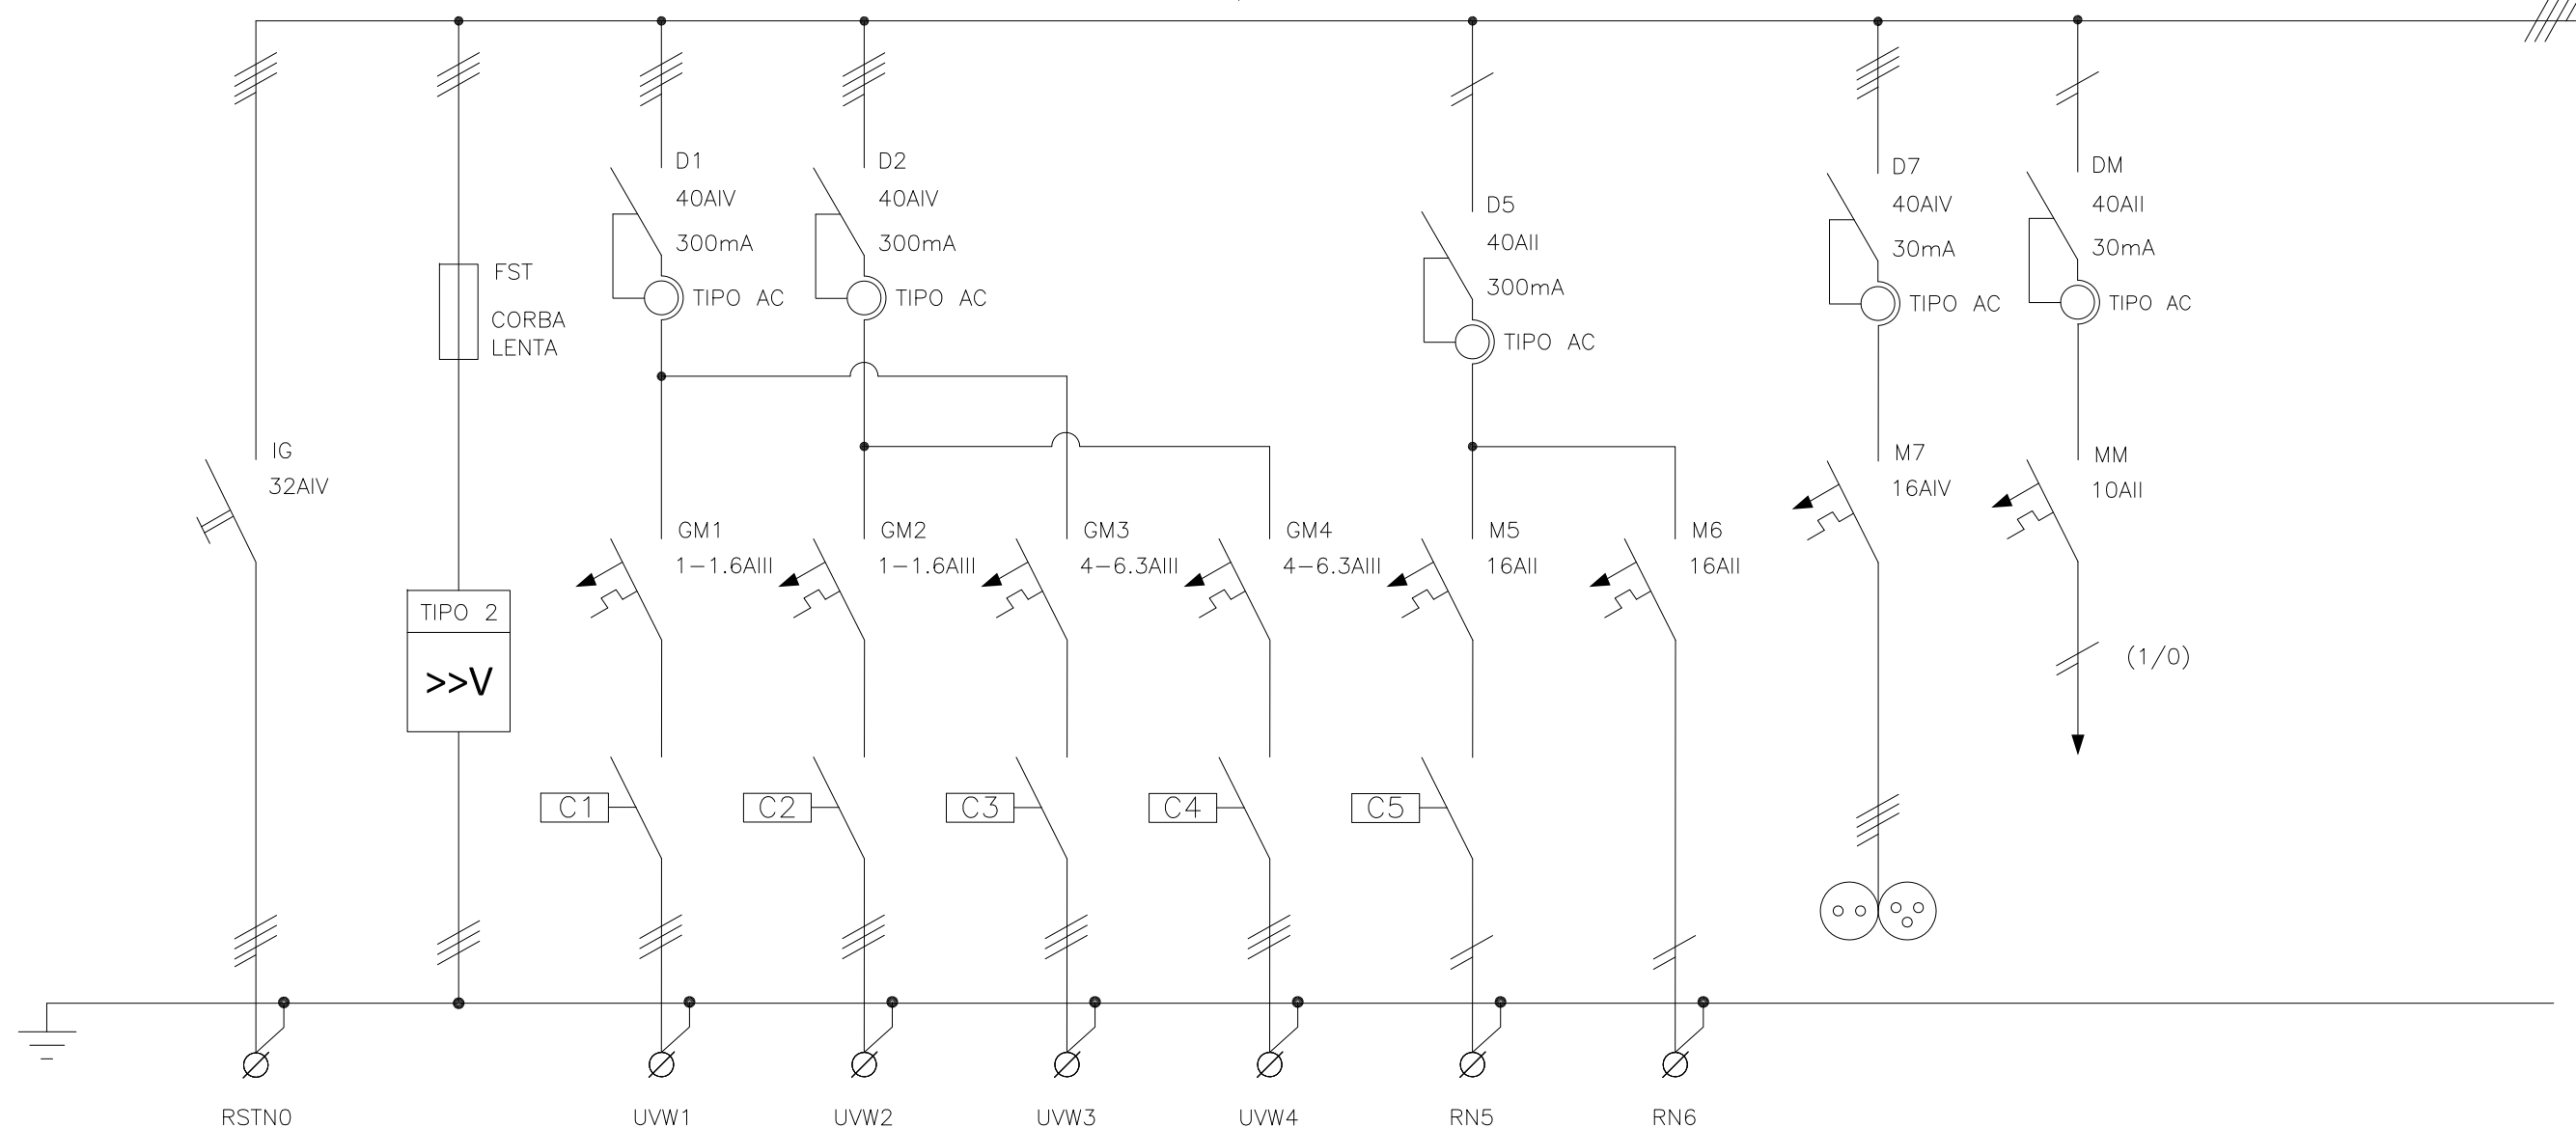 D1
40AIV
300mA
TIPO AC
D2
40AIV
300mA
TIPO AC
D5
40AII
300mA
TIPO AC
D7
40AIV
30mA
TIPO AC
DM
40AII
30mA
TIPO AC
FST
CORBA
LENTA
IG
32AIV
M7
16AIV
MM
10AII
GM1
1-1.6AIII
GM2
1-1.6AIII
GM3
4-6.3AIII
GM4
4-6.3AIII
M5
16AII
M6
16AII
TIPO 2
>>V
(1/0)
C1
C2
C3
C4
C5
RSTN0
UVW1
UVW2
UVW3
UVW4
RN5
RN6